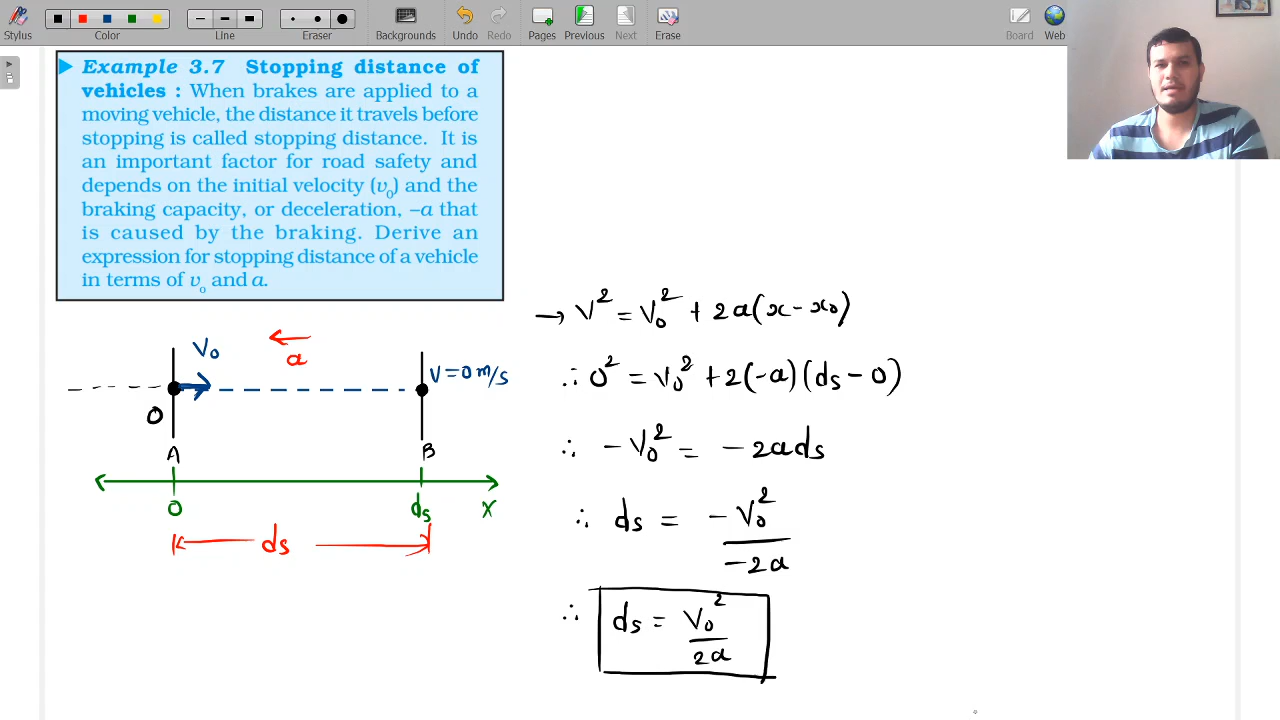 Stylus
Color
Line
Eraser
Backgrounds
Undo
Redo
Pages
Previous
Next
Erase
Board
Web
Example 3.7 Stopping distance of
vehicles : When brakes are applied to a
moving vehicle, the distance it travels before
stopping is called stopping distance. It is
an important factor for road safety and
depends on the initial velocity (v₀) and the
braking capacity, or deceleration, –a that
is caused by the braking. Derive an
expression for stopping distance of a vehicle
in terms of v₀ and a.
V₀
a
V=0 m/s
O
A
B
0
ds
X
ds
→ V² = V₀² + 2a(x - x₀)
∴ 0² = V₀² + 2(-a)(ds - 0)
∴ - V₀² = - 2ads
∴ ds = - V₀²
- 2a
∴ ds = V₀²
2a